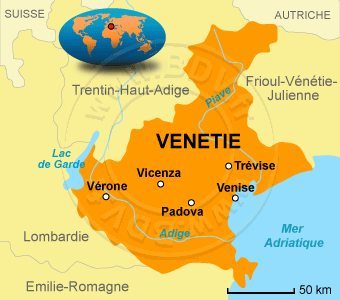 SUISSE
AUTRICHE
Trentin-Haut-Adige
Frioul-Vénétie-
Julienne
Piave
VENETIE
Lac
de Garde
Trévise
Vicenza
Vérone
Venise
Padova
Adige
Mer
Adriatique
Lombardie
Emilie-Romagne
50 km